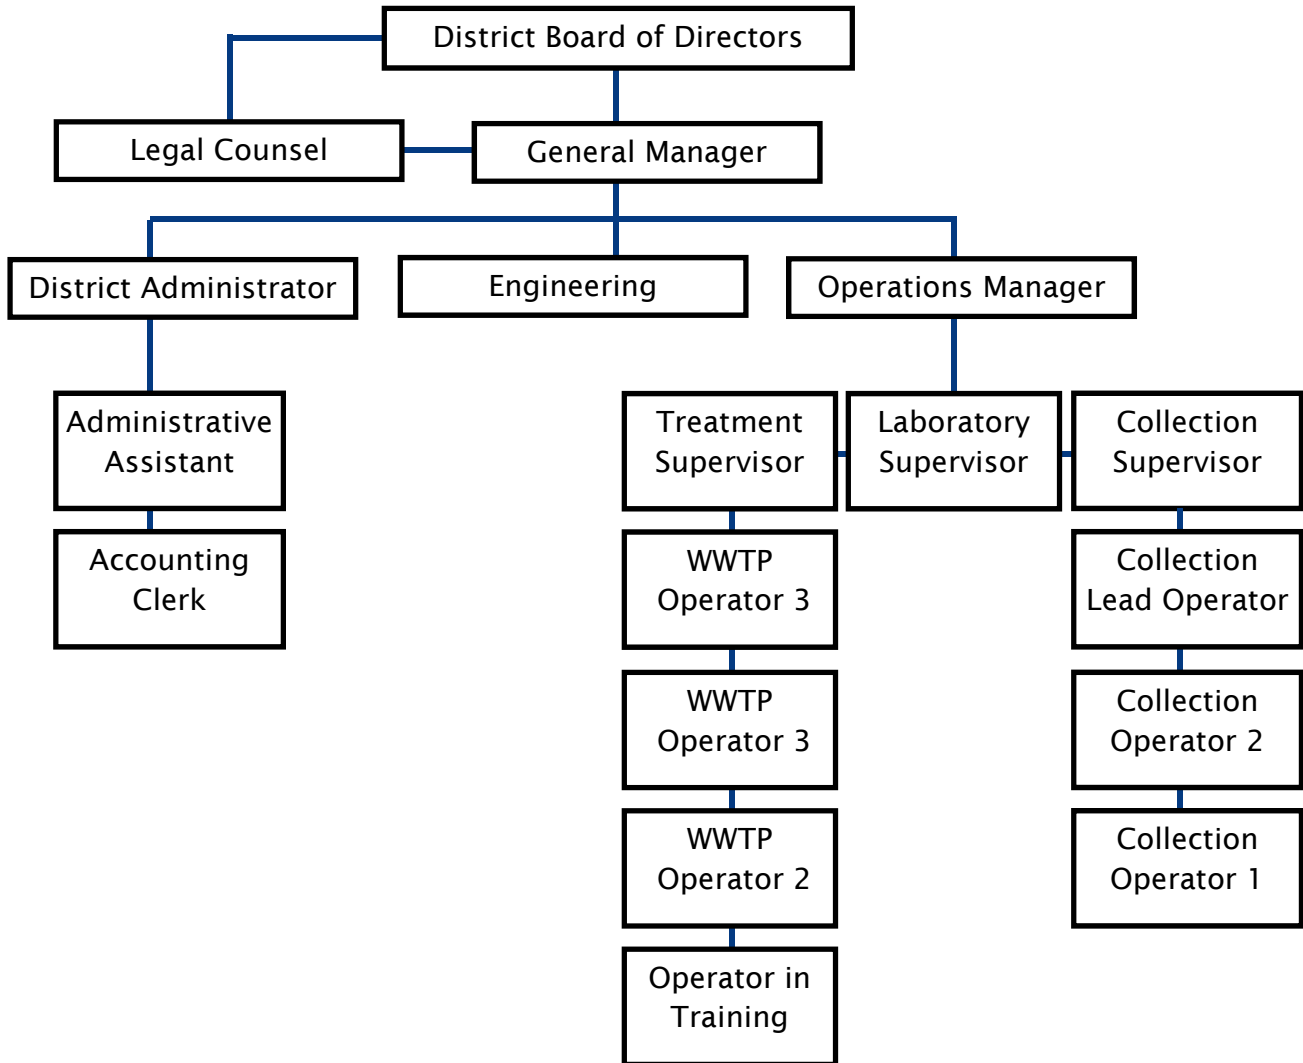 District Board of Directors
Legal Counsel
General Manager
District Administrator
Engineering
Operations Manager
Administrative
Assistant
Treatment
Supervisor
Laboratory
Supervisor
Collection
Supervisor
Accounting
Clerk
WWTP
Operator 3
Collection
Lead Operator
WWTP
Operator 3
Collection
Operator 2
WWTP
Operator 2
Collection
Operator 1
Operator in
Training